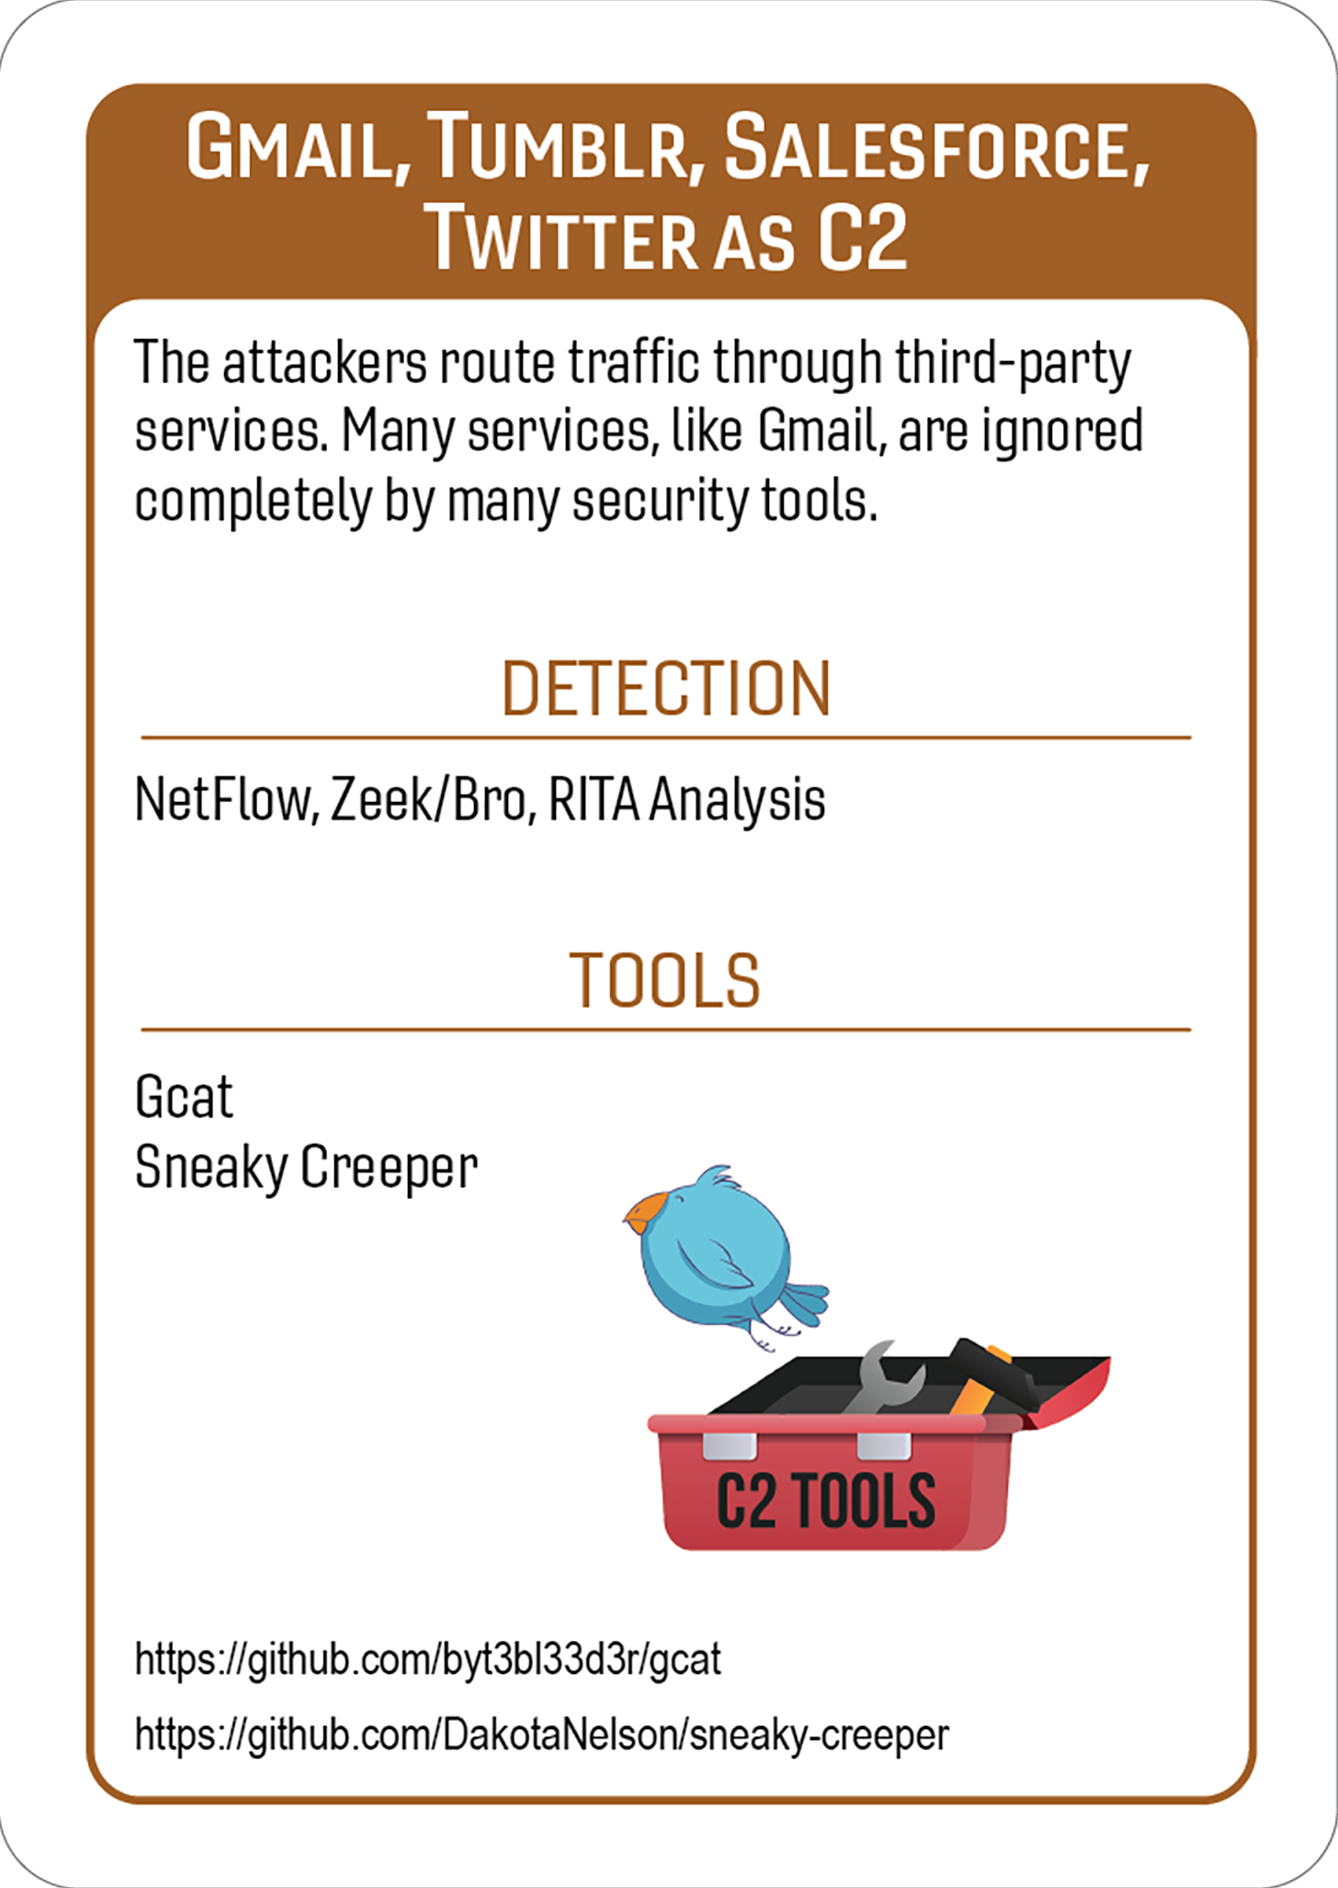 Gmail, Tumblr, Salesforce,
Twitter as C2
The attackers route traffic through third-party
services. Many services, like Gmail, are ignored
completely by many security tools.
DETECTION
NetFlow, Zeek/Bro, RITA Analysis
TOOLS
Gcat
Sneaky Creeper
C2 TOOLS
https://github.com/byt3bl33d3r/gcat
https://github.com/DakotaNelson/sneaky-creeper